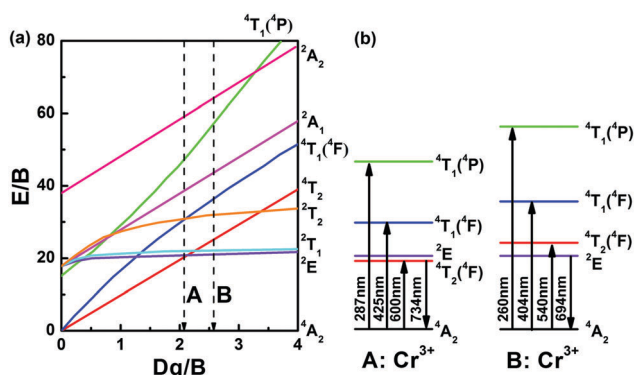 (a)
⁴T₁(⁴P)
80
60
40
20
0
E/B
0
1
2
3
4
Dq/B
A
B
²A₂
²A₁
⁴T₁(⁴F)
⁴T₂
²T₂
²T₁
²E
⁴A₂
(b)
⁴T₁(⁴P)
⁴T₁(⁴F)
²E
⁴T₂(⁴F)
287nm
425nm
600nm
734nm
⁴A₂
A: Cr³⁺
⁴T₁(⁴P)
⁴T₁(⁴F)
⁴T₂(⁴F)
²E
260nm
404nm
540nm
694nm
⁴A₂
B: Cr³⁺